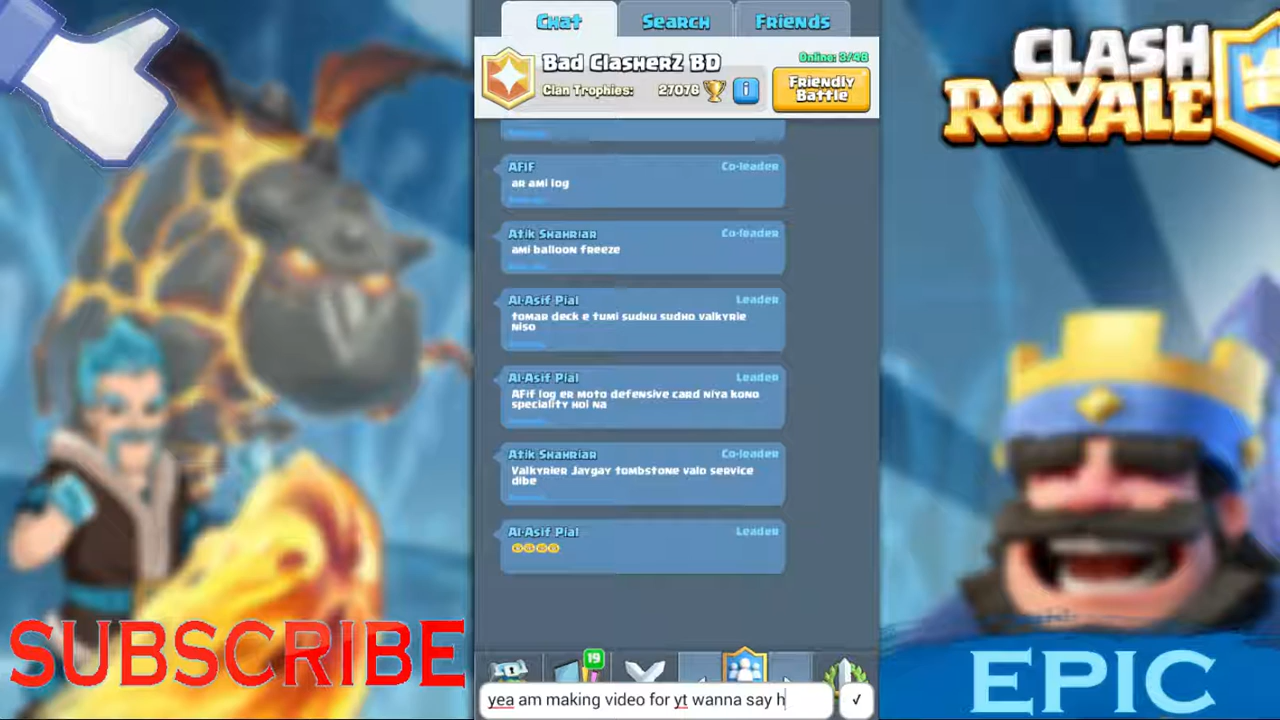 Chat
Search
Friends
Bad ClasherZ BD
Online: 3/48
Clan Trophies: 27076
i
Friendly
Battle
AFIF
Co-leader
ar ami log
Atik Shahriar
Co-leader
ami balloon freeze
Al-Asif Pial
Leader
tomar deck e tumi sudhu sudho valkyrie
niso
Al-Asif Pial
Leader
AFif log er moto defensive card niya kono
speciality hoi na
Atik Shahriar
Co-leader
Valkyrier Jaygay tombstone valo service
dibe
Al-Asif Pial
Leader
19
yea am making video for yt wanna say h
CLASH
ROYALE
SUBSCRIBE
EPIC